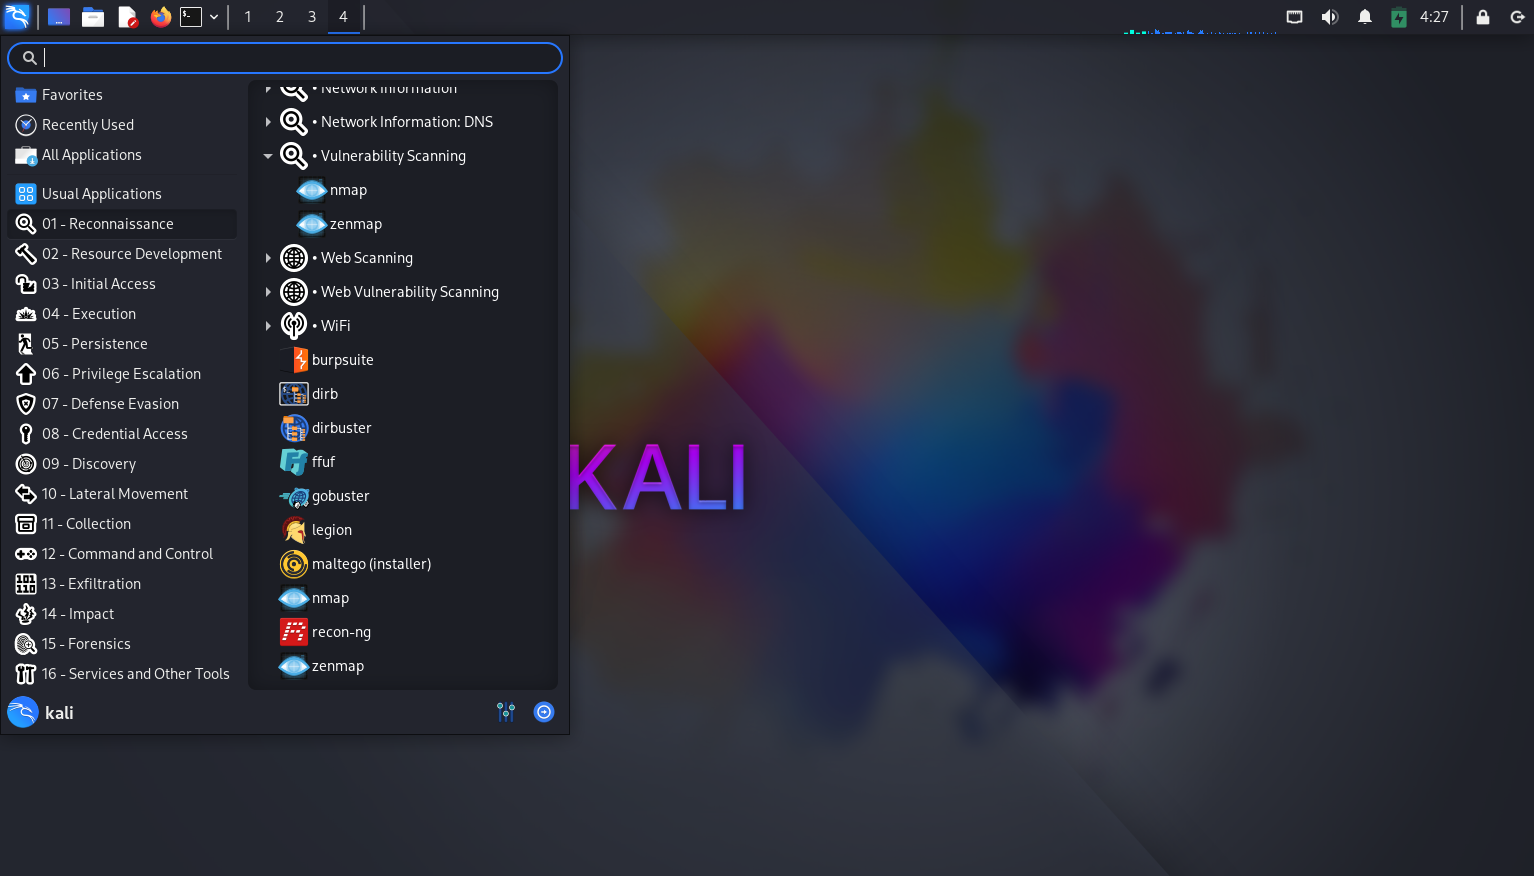 1 2 3 4
4:27
Favorites
Recently Used
All Applications
Usual Applications
01 - Reconnaissance
02 - Resource Development
03 - Initial Access
04 - Execution
05 - Persistence
06 - Privilege Escalation
07 - Defense Evasion
08 - Credential Access
09 - Discovery
10 - Lateral Movement
11 - Collection
12 - Command and Control
13 - Exfiltration
14 - Impact
15 - Forensics
16 - Services and Other Tools
• Network Information
• Network Information: DNS
• Vulnerability Scanning
nmap
zenmap
• Web Scanning
• Web Vulnerability Scanning
• WiFi
burpsuite
dirb
dirbuster
ffuf
gobuster
legion
maltego (installer)
nmap
recon-ng
zenmap
kali
KALI